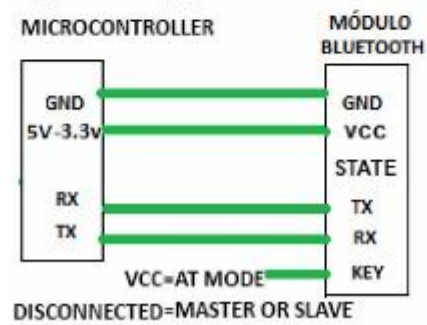 MICROCONTROLLER
MÓDULO
BLUETOOTH
GND
5V-3.3v
RX
TX
GND
VCC
STATE
TX
RX
KEY
VCC=AT MODE
DISCONNECTED=MASTER OR SLAVE